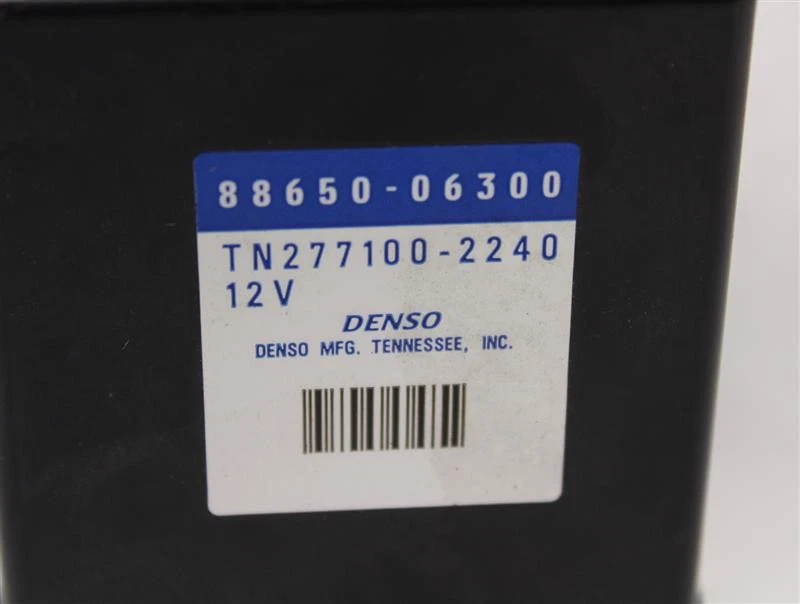 88650-06300
TN277100-2240
12V
DENSO
DENSO MFG. TENNESSEE, INC.